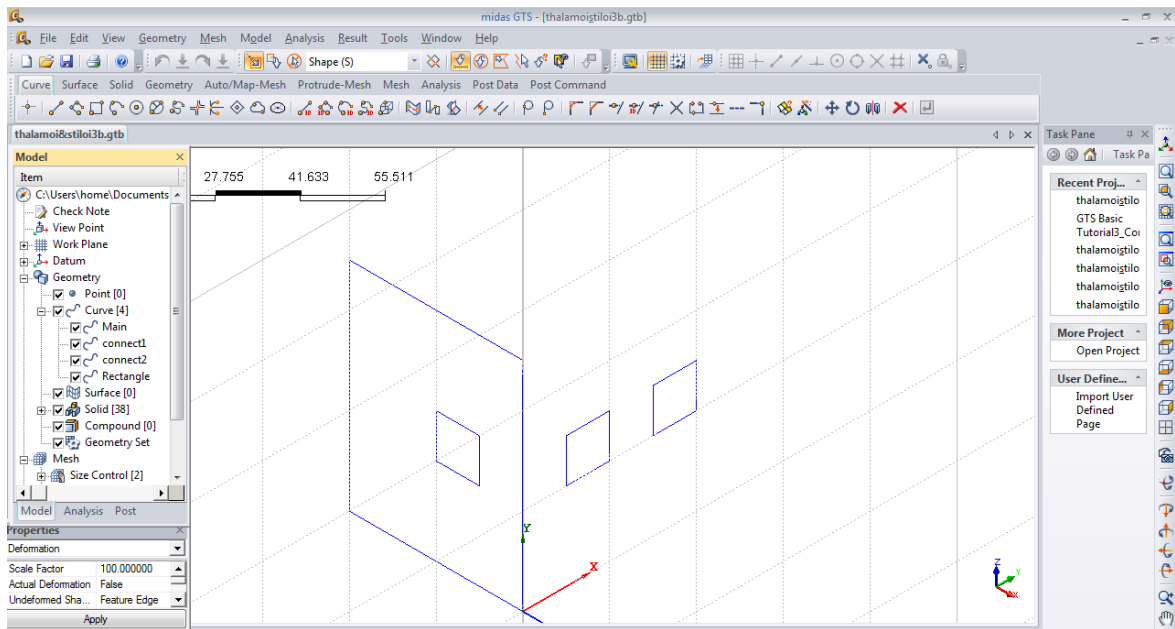 midas GTS - [thalamoiştiloi3b.gtb]
File Edit View Geometry Mesh Model Analysis Result Tools Window Help
Shape (S)
Curve Surface Solid Geometry Auto/Map-Mesh Protrude-Mesh Mesh Analysis Post Data Post Command
thalamoi&stiloi3b.gtb
Model
Item
C:\Users\home\Documents
Check Note
View Point
Work Plane
Datum
Geometry
Point [0]
Curve [4]
Main
connect1
connect2
Rectangle
Surface [0]
Solid [38]
Compound [0]
Geometry Set
Mesh
Size Control [2]
Model Analysis Post
Properties
Deformation
Scale Factor 100.000000
Actual Deformation False
Undeformed Sha... Feature Edge
Apply
27.755 41.633 55.511
Y
X
Z
Y
X
Task Pane
Task Pa
Recent Proj...
thalamoiştilo
GTS Basic
Tutorial3_Co
thalamoiştilo
thalamoiştilo
thalamoiştilo
thalamoiştilo
More Project
Open Project
User Define...
Import User
Defined
Page